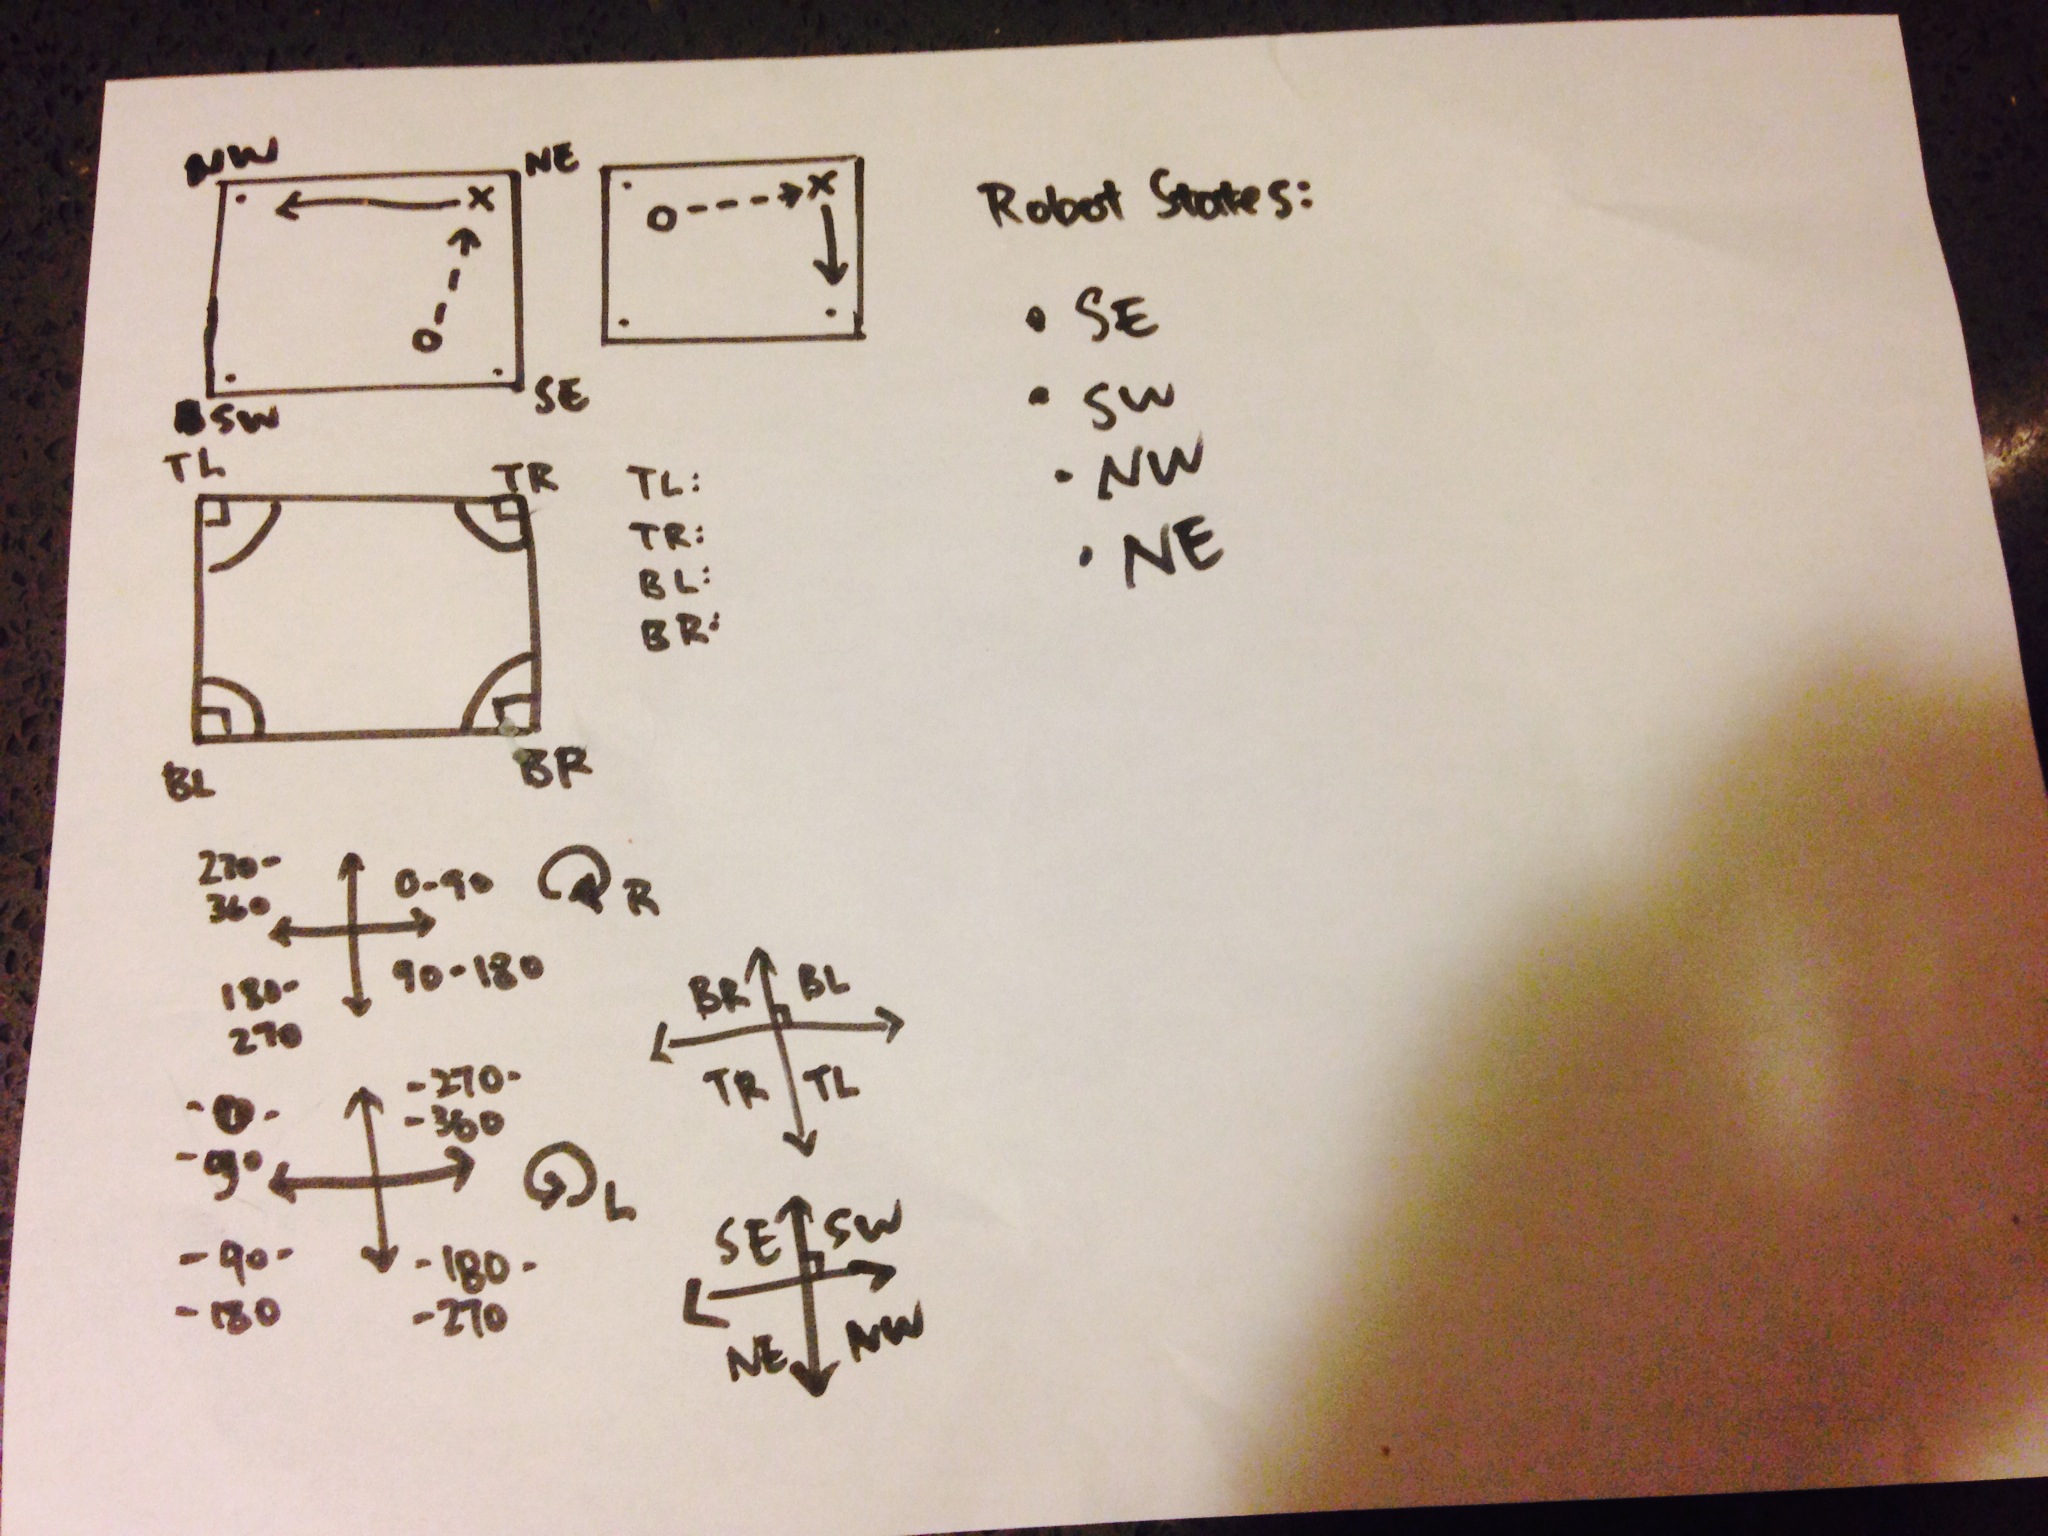 NW
NE
x
o
SW
SE
o
x
Robot States:
• SE
• SW
• NW
• NE
TL
TR
BL
BR
TL:
TR:
BL:
BR:
270-
360
0-90
R
180-
270
90-180
BR
BL
TR
TL
-0-
-90
-270-
-360
L
-90-
-180
-180-
-270
SE
SW
NE
NW